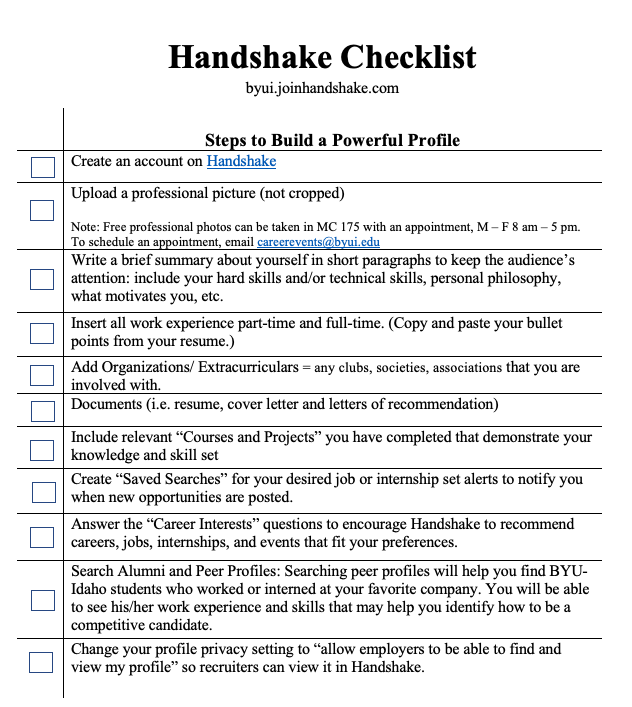 Handshake Checklist
byui.joinhandshake.com
Steps to Build a Powerful Profile
Create an account on Handshake
Upload a professional picture (not cropped)
Note: Free professional photos can be taken in MC 175 with an appointment, M – F 8 am – 5 pm.
To schedule an appointment, email careerevents@byui.edu
Write a brief summary about yourself in short paragraphs to keep the audience’s
attention: include your hard skills and/or technical skills, personal philosophy,
what motivates you, etc.
Insert all work experience part-time and full-time. (Copy and paste your bullet
points from your resume.)
Add Organizations/ Extracurriculars = any clubs, societies, associations that you are
involved with.
Documents (i.e. resume, cover letter and letters of recommendation)
Include relevant “Courses and Projects” you have completed that demonstrate your
knowledge and skill set
Create “Saved Searches” for your desired job or internship set alerts to notify you
when new opportunities are posted.
Answer the “Career Interests” questions to encourage Handshake to recommend
careers, jobs, internships, and events that fit your preferences.
Search Alumni and Peer Profiles: Searching peer profiles will help you find BYU-
Idaho students who worked or interned at your favorite company. You will be able
to see his/her work experience and skills that may help you identify how to be a
competitive candidate.
Change your profile privacy setting to “allow employers to be able to find and
view my profile” so recruiters can view it in Handshake.